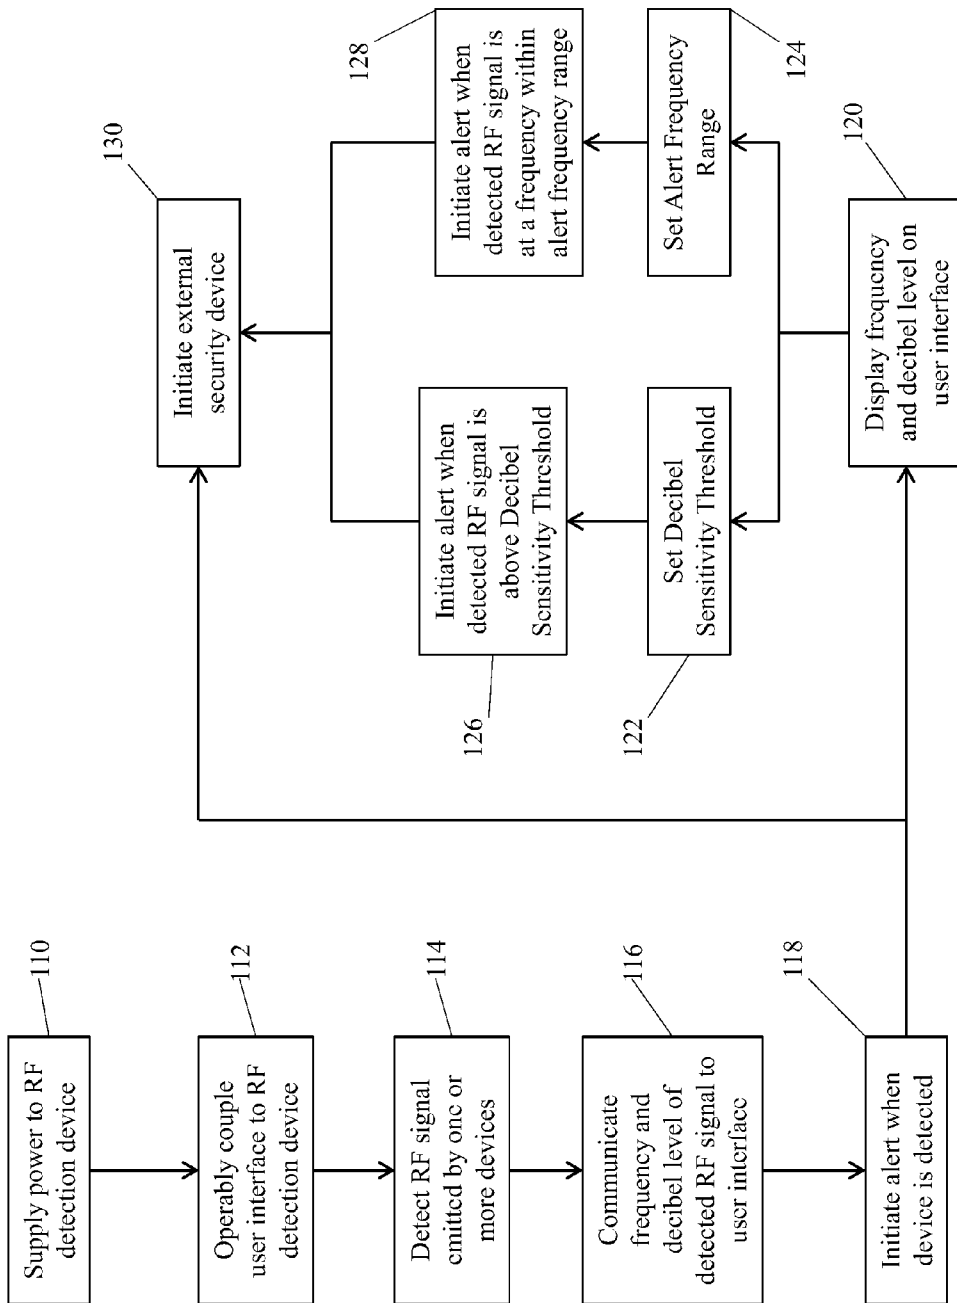 Supply power to RF
detection device
110
Operably couple
user interface to RF
detection device
112
Detect RF signal
emitted by one or
more devices
114
Communicate
frequency and
decibel level of
detected RF signal to
user interface
116
Initiate alert when
device is detected
118
Initiate external
security device
130
Initiate alert when
detected RF signal is
above Decibel
Sensitivity Threshold
126
Initiate alert when
detected RF signal is
at a frequency within
alert frequency range
128
Set Decibel
Sensitivity Threshold
122
Set Alert Frequency
Range
124
Display frequency
and decibel level on
user interface
120